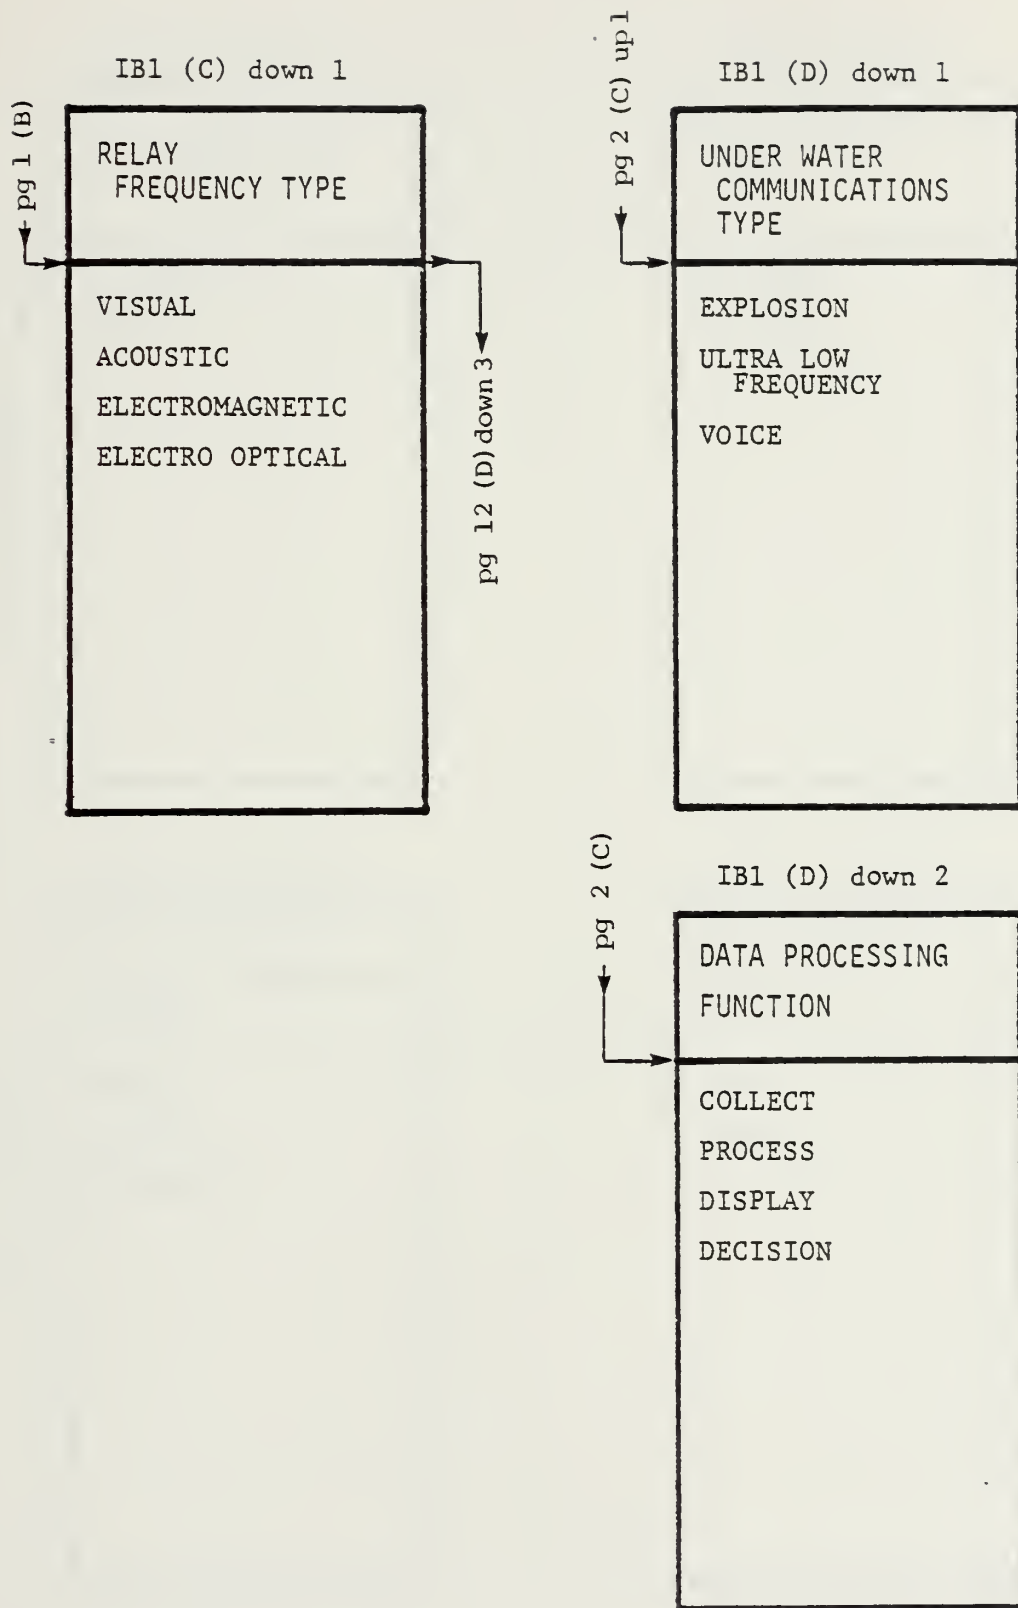 IB1 (C) down 1
pg 1 (B)
RELAY
FREQUENCY TYPE
VISUAL
ACOUSTIC
ELECTROMAGNETIC
ELECTRO OPTICAL
pg 12 (D) down 3
IB1 (D) down 1
pg 2 (C) up 1
UNDER WATER
COMMUNICATIONS
TYPE
EXPLOSION
ULTRA LOW
FREQUENCY
VOICE
IB1 (D) down 2
pg 2 (C)
DATA PROCESSING
FUNCTION
COLLECT
PROCESS
DISPLAY
DECISION